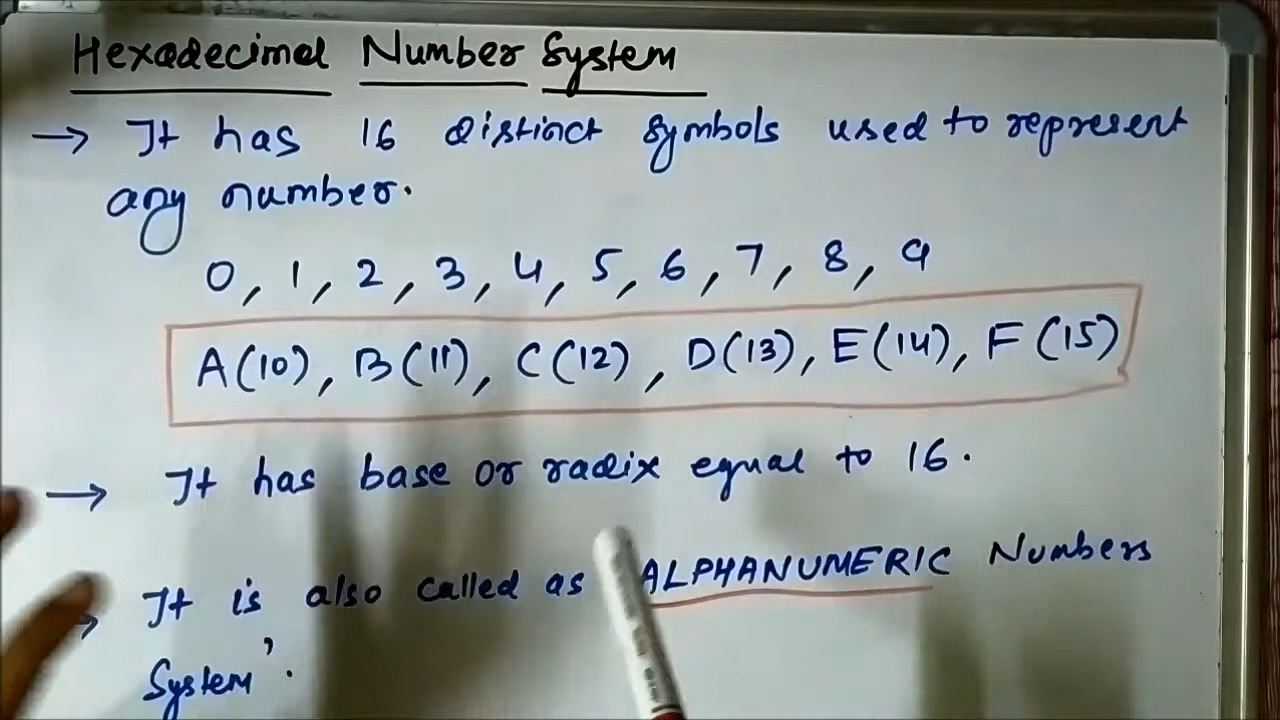 Hexadecimal Number System
→ It has 16 distinct symbols used to represent
any number.
0, 1, 2, 3, 4, 5, 6, 7, 8, 9
A(10), B(11), C(12), D(13), E(14), F(15)
→ It has base or radix equal to 16.
→ It is also called as ALPHANUMERIC Numbers
System’.